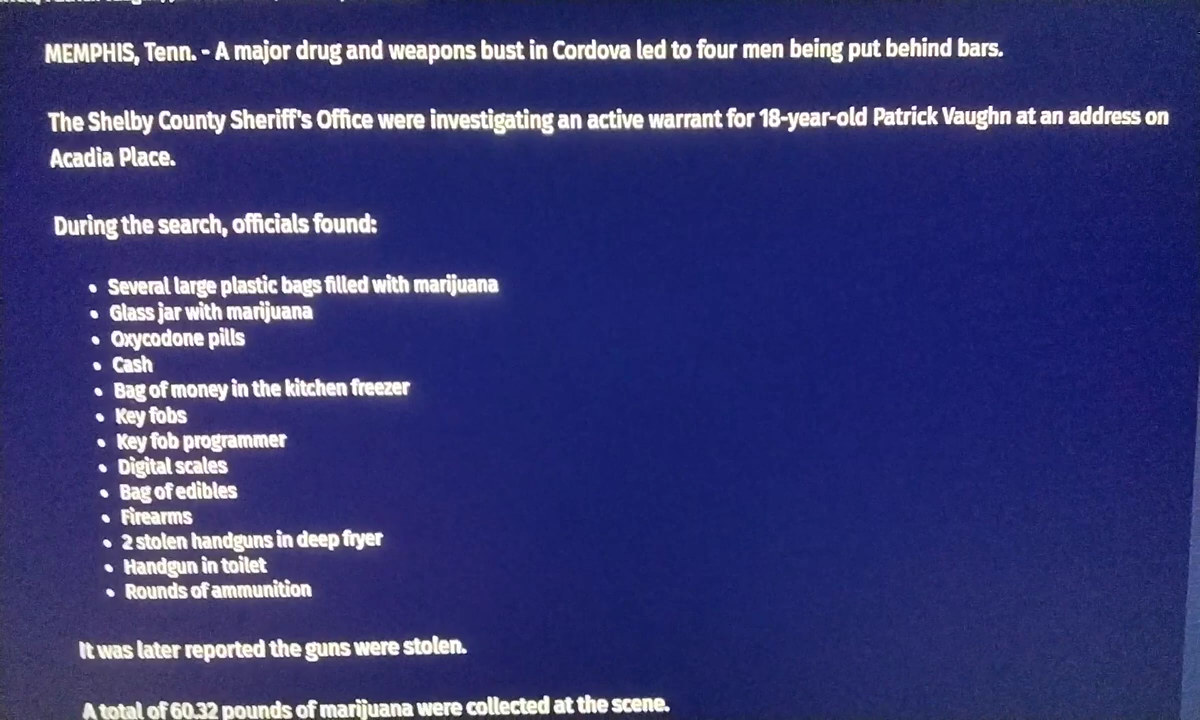 MEMPHIS, Tenn. - A major drug and weapons bust in Cordova led to four men being put behind bars.
The Shelby County Sheriff's Office were investigating an active warrant for 18-year-old Patrick Vaughn at an address on
Acadia Place.
During the search, officials found:
• Several large plastic bags filled with marijuana
• Glass jar with marijuana
• Oxycodone pills
• Cash
• Bag of money in the kitchen freezer
• Key fobs
• Key fob programmer
• Digital scales
• Bag of edibles
• Firearms
• 2 stolen handguns in deep fryer
• Handgun in toilet
• Rounds of ammunition
It was later reported the guns were stolen.
A total of 60.32 pounds of marijuana were collected at the scene.